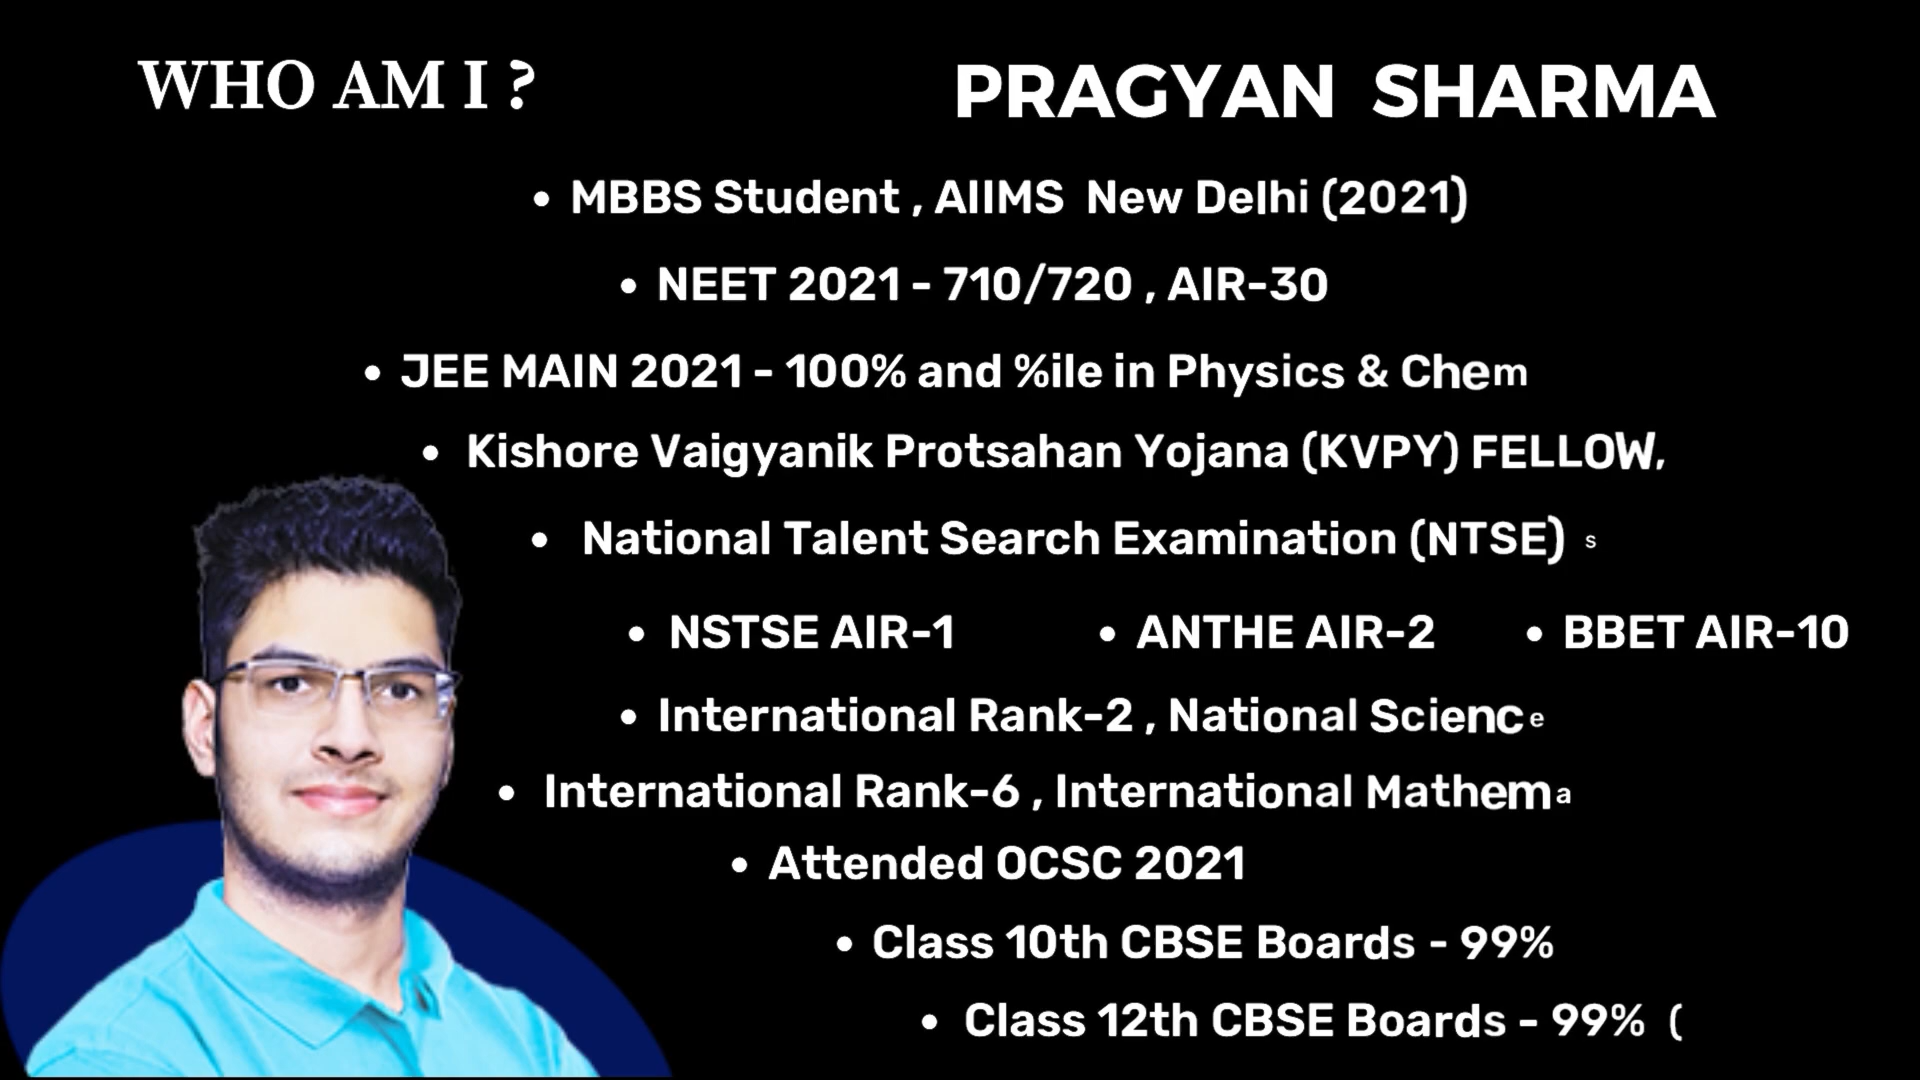 WHO AM I ?
PRAGYAN SHARMA
• MBBS Student , AIIMS New Delhi (2021)
• NEET 2021 - 710/720 , AIR-30
• JEE MAIN 2021 - 100% and %ile in Physics & Chem
• Kishore Vaigyanik Protsahan Yojana (KVPY) FELLOW,
• National Talent Search Examination (NTSE) s
• NSTSE AIR-1 • ANTHE AIR-2 • BBET AIR-10
• International Rank-2 , National Science
• International Rank-6 , International Mathema
• Attended OCSC 2021
• Class 10th CBSE Boards - 99%
• Class 12th CBSE Boards - 99% (